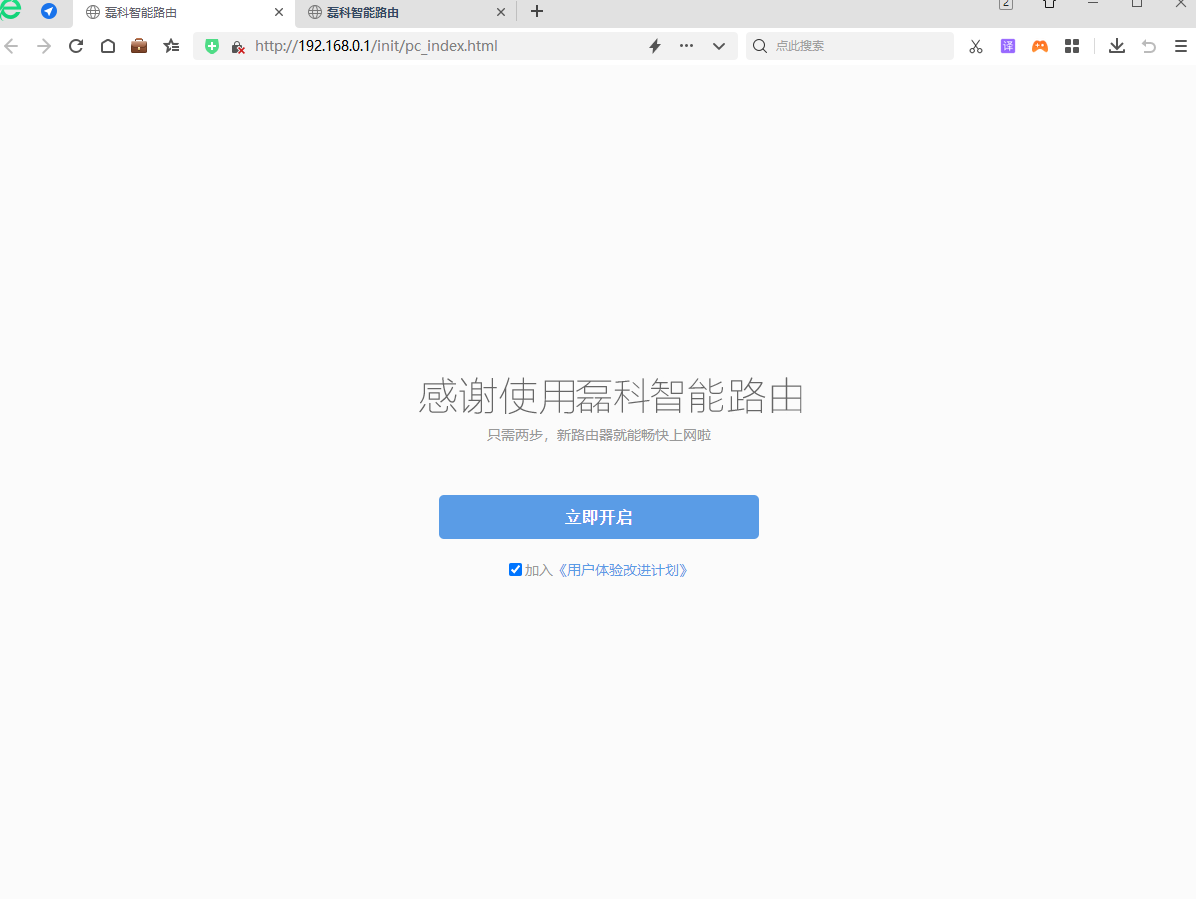 磊科智能路由
磊科智能路由
2
http://192.168.0.1/init/pc_index.html
点此搜索
译
感谢使用磊科智能路由
只需两步，新路由器就能畅快上网啦
立即开启
加入《用户体验改进计划》